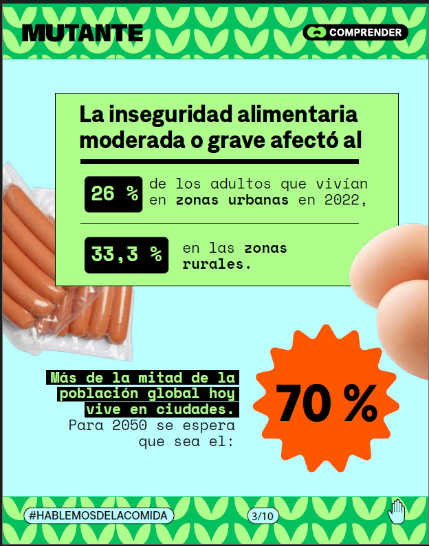 MUTANTE
COMPRENDER
La inseguridad alimentaria
moderada o grave afectó al
26 % de los adultos que vivían
en zonas urbanas en 2022,
33,3 % en las zonas
rurales.
Más de la mitad de la
población global hoy
vive en ciudades.
Para 2050 se espera
que sea el:
70 %
#HABLEMOSDELACOMIDA
3/10